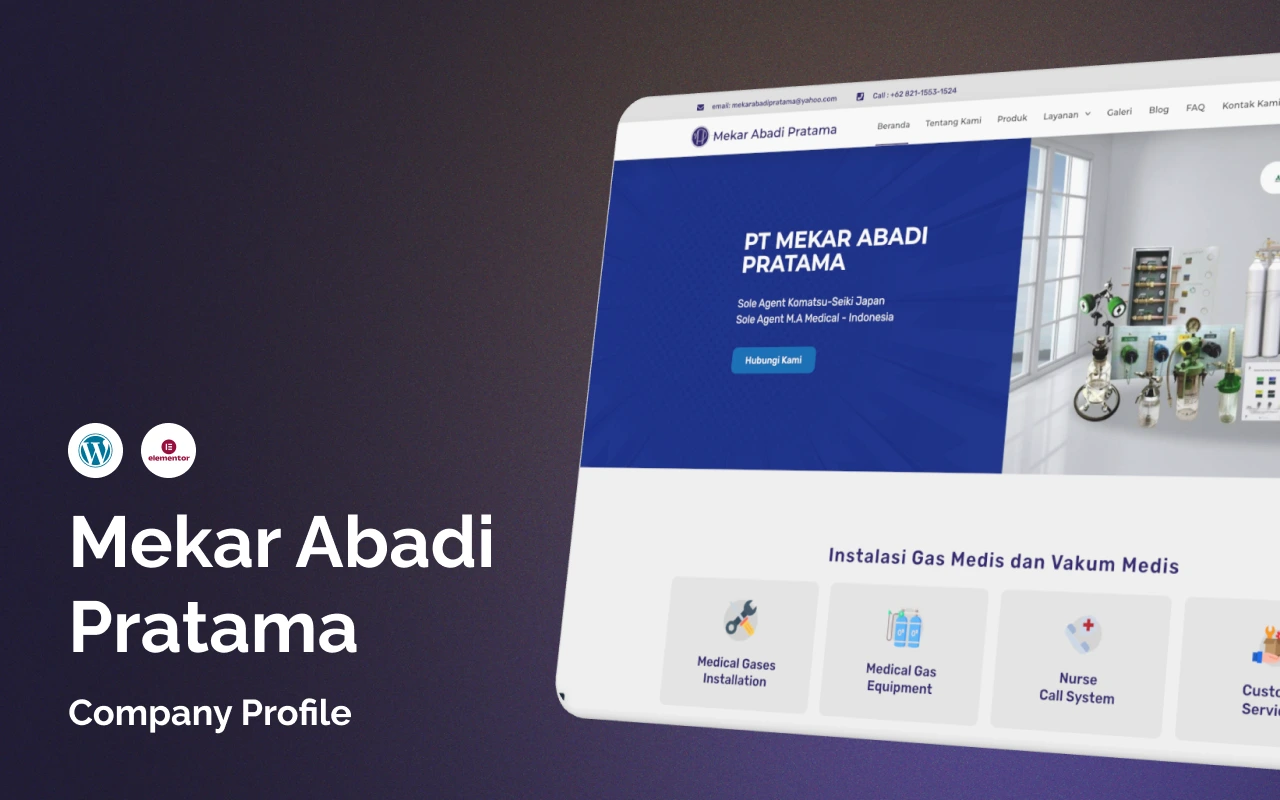 email: mekarabadipratama@yahoo.com
Call : +62 821-1553-1524
Mekar Abadi Pratama
Beranda
Tentang Kami
Produk
Layanan
Galeri
Blog
FAQ
Kontak Kami
PT MEKAR ABADI
PRATAMA
Sole Agent Komatsu-Seiki Japan
Sole Agent M.A Medical - Indonesia
Hubungi Kami
elementor
Mekar Abadi
Pratama
Company Profile
Instalasi Gas Medis dan Vakum Medis
Medical Gases
Installation
Medical Gas
Equipment
Nurse
Call System